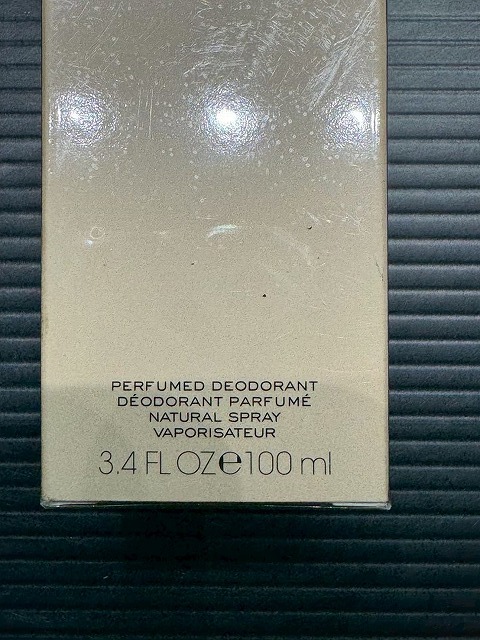 PERFUMED DEODORANT
DÉODORANT PARFUMÉ
NATURAL SPRAY
VAPORISATEUR
3.4 FL OZ℮100 ml